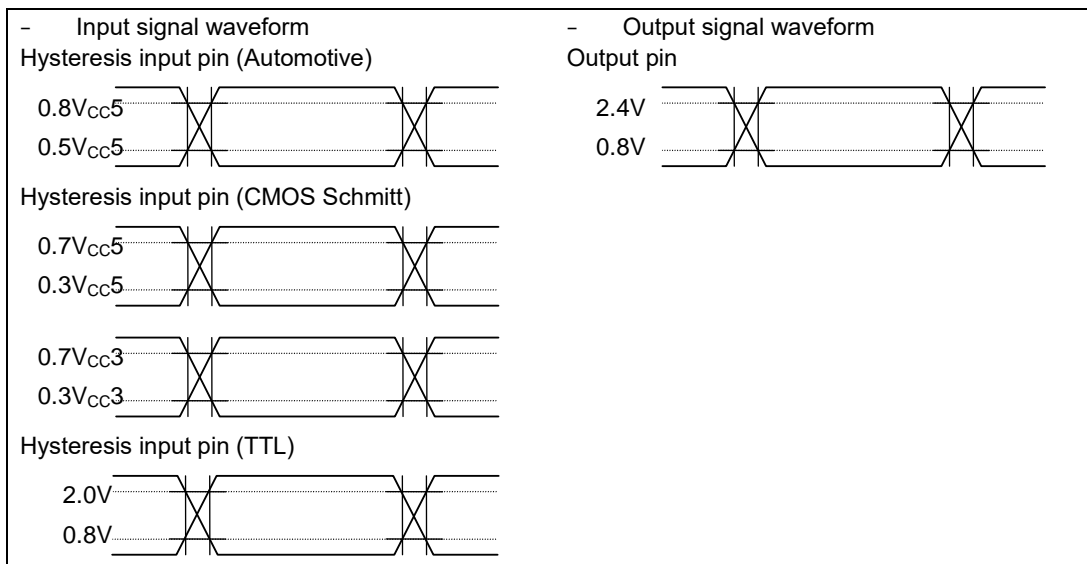 – Input signal waveform
Hysteresis input pin (Automotive)
0.8VCC5
0.5VCC5
Hysteresis input pin (CMOS Schmitt)
0.7VCC5
0.3VCC5
0.7VCC3
0.3VCC3
Hysteresis input pin (TTL)
2.0V
0.8V
– Output signal waveform
Output pin
2.4V
0.8V